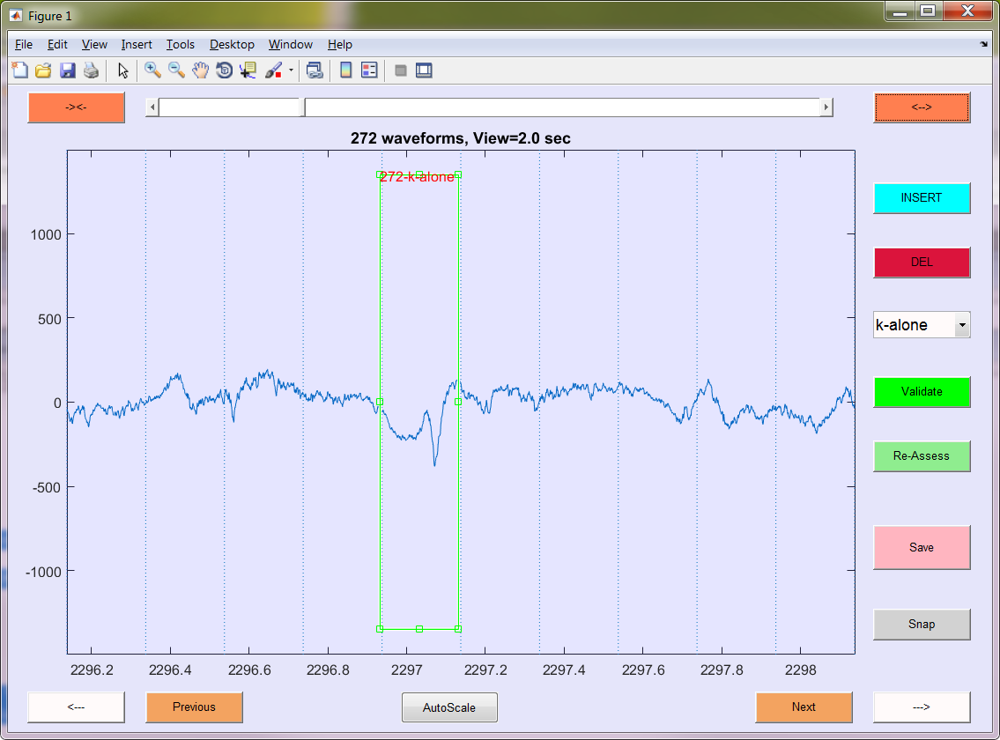 Figure 1
File Edit View Insert Tools Desktop Window Help
-><-
<-->
272 waveforms, View=2.0 sec
272-k-alone
1000
500
0
-500
-1000
2296.2 2296.4 2296.6 2296.8 2297 2297.2 2297.4 2297.6 2297.8 2298
INSERT
DEL
k-alone
Validate
Re-Assess
Save
Snap
<---
Previous
AutoScale
Next
--->